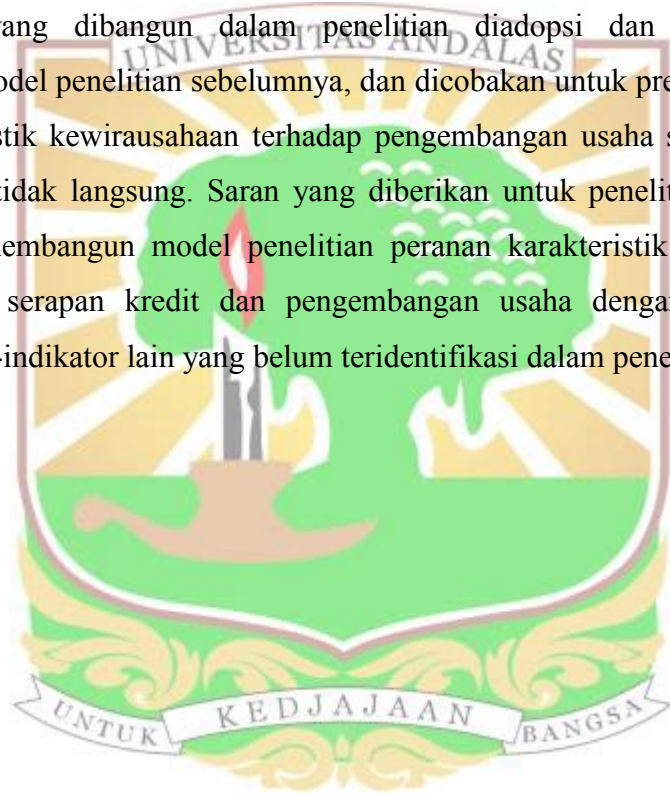 yang dibangun dalam penelitian diadopsi dan
UNIVERSITAS ANDALAS
odel penelitian sebelumnya, dan dicobakan untuk pre
stik kewirausahaan terhadap pengembangan usaha s
tidak langsung. Saran yang diberikan untuk penelit
embangun model penelitian peranan karakteristik
serapan kredit dan pengembangan usaha dengan
-indikator lain yang belum teridentifikasi dalam pene
UNTUK KEDJAJAAN BANGSA